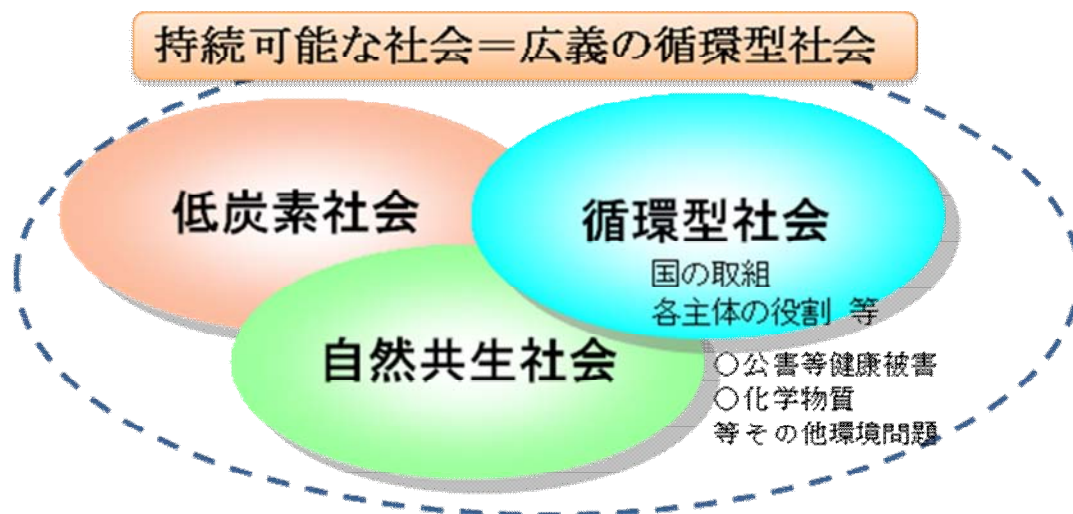 持続可能な社会＝広義の循環型社会
低炭素社会
循環型社会
国の取組
各主体の役割 等
自然共生社会
○公害等健康被害
○化学物質
等その他環境問題